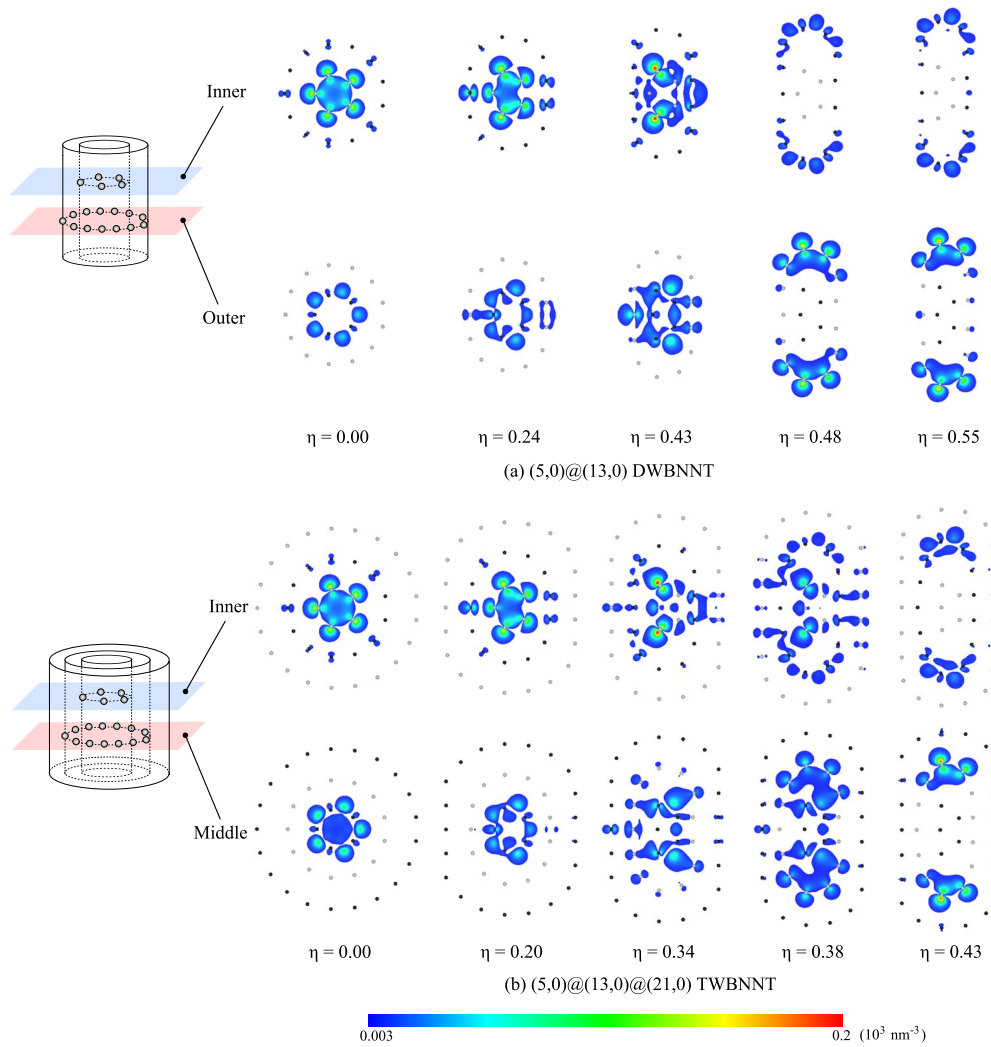 Inner
Outer
η = 0.00 η = 0.24 η = 0.43 η = 0.48 η = 0.55
(a) (5,0)@(13,0) DWBNNT
Inner
Middle
η = 0.00 η = 0.20 η = 0.34 η = 0.38 η = 0.43
(b) (5,0)@(13,0)@(21,0) TWBNNT
0.003 0.2 (10³ nm⁻³)